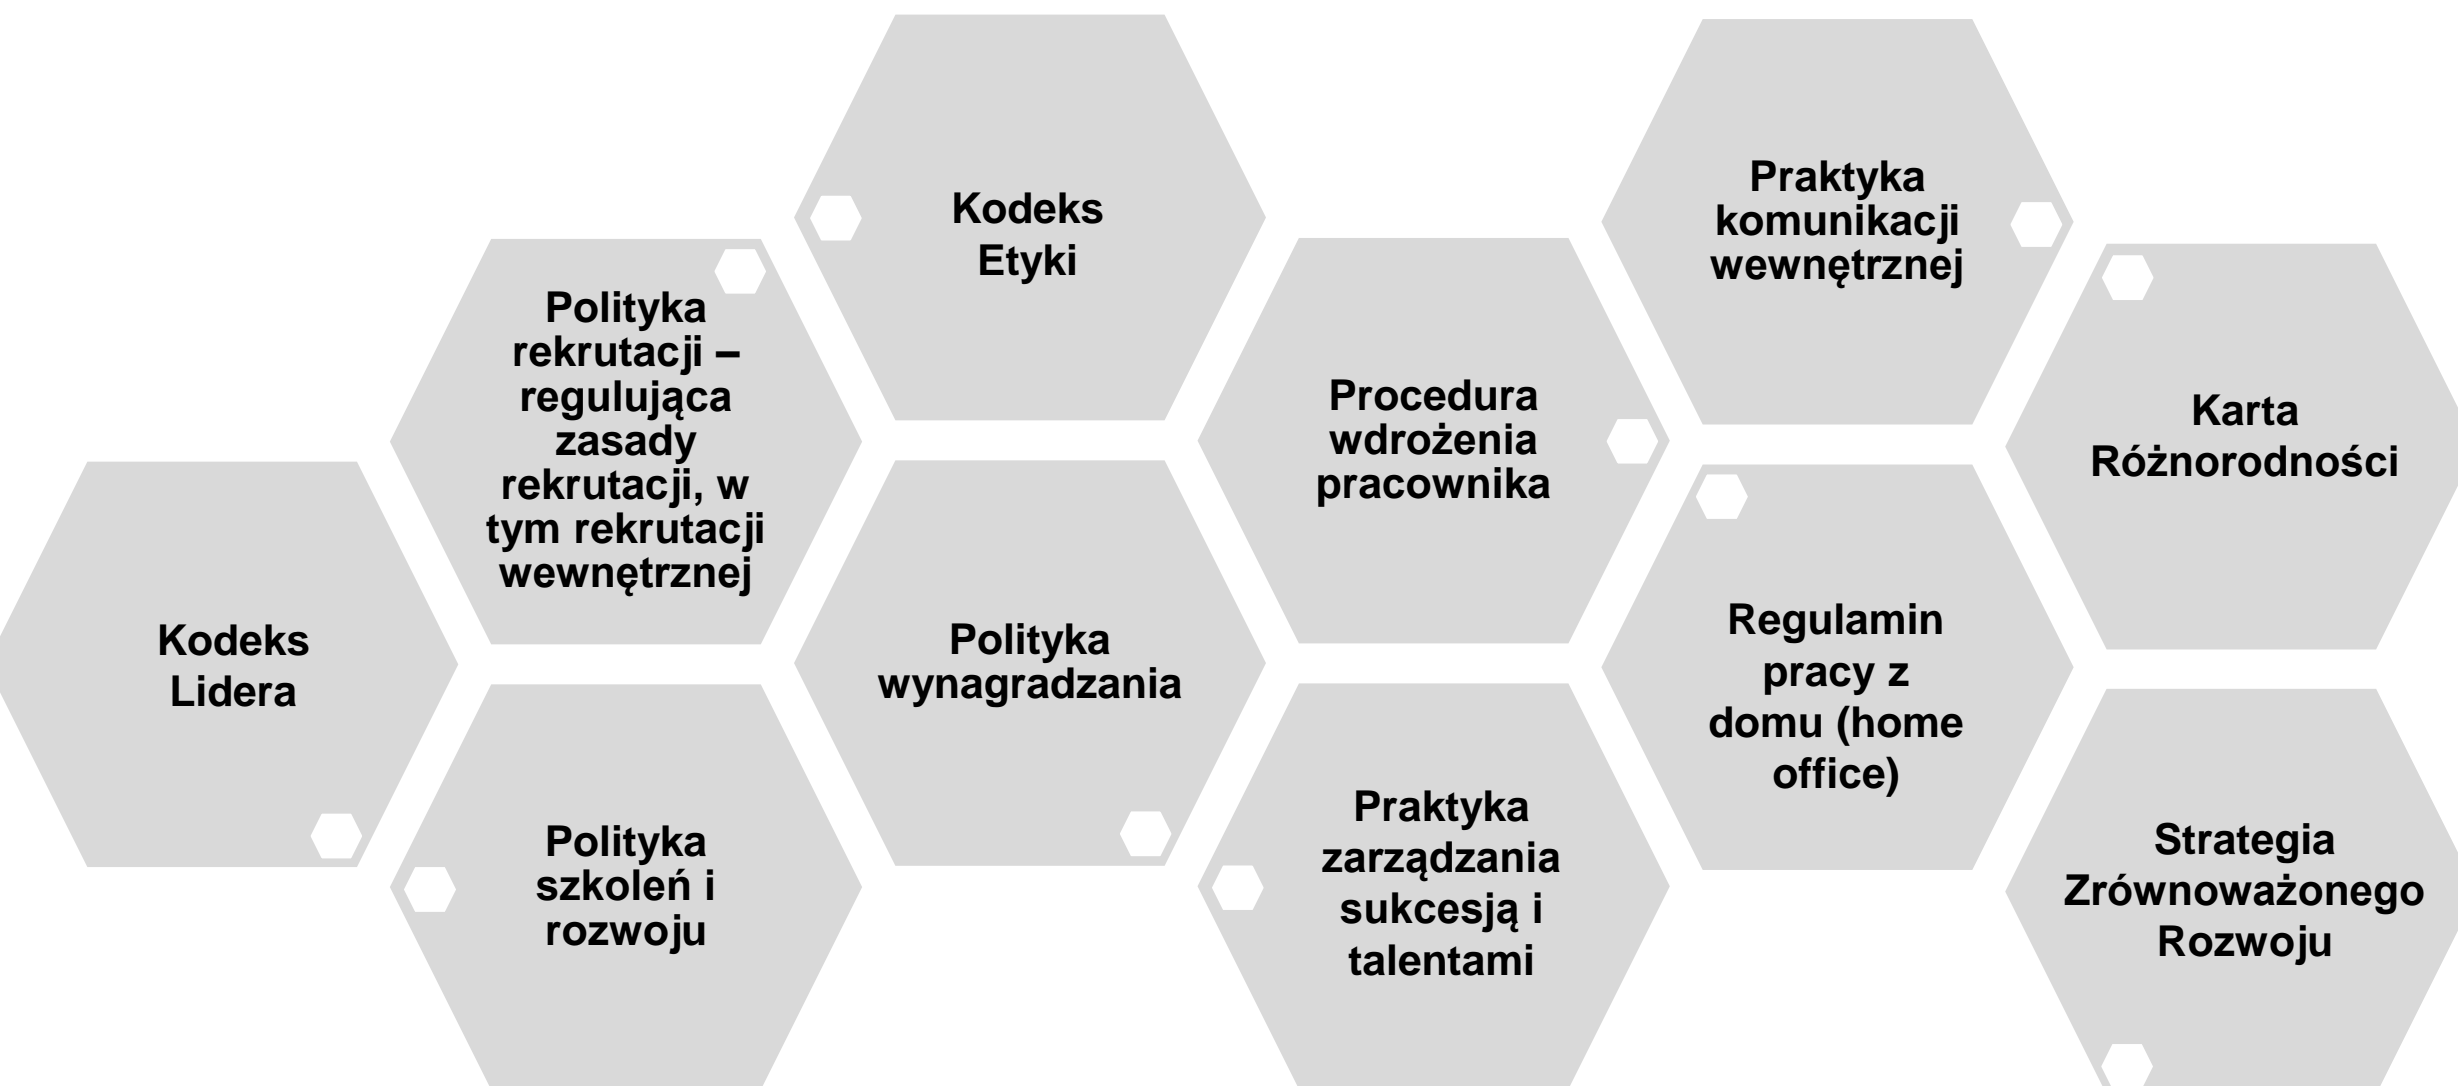 Kodeks
Lidera
Polityka
rekrutacji –
regulująca
zasady
rekrutacji, w
tym rekrutacji
wewnętrznej
Polityka
szkoleń i
rozwoju
Kodeks
Etyki
Polityka
wynagradzania
Procedura
wdrożenia
pracownika
Praktyka
zarządzania
sukcesją i
talentami
Praktyka
komunikacji
wewnętrznej
Regulamin
pracy z
domu (home
office)
Karta
Różnorodności
Strategia
Zrównoważonego
Rozwoju